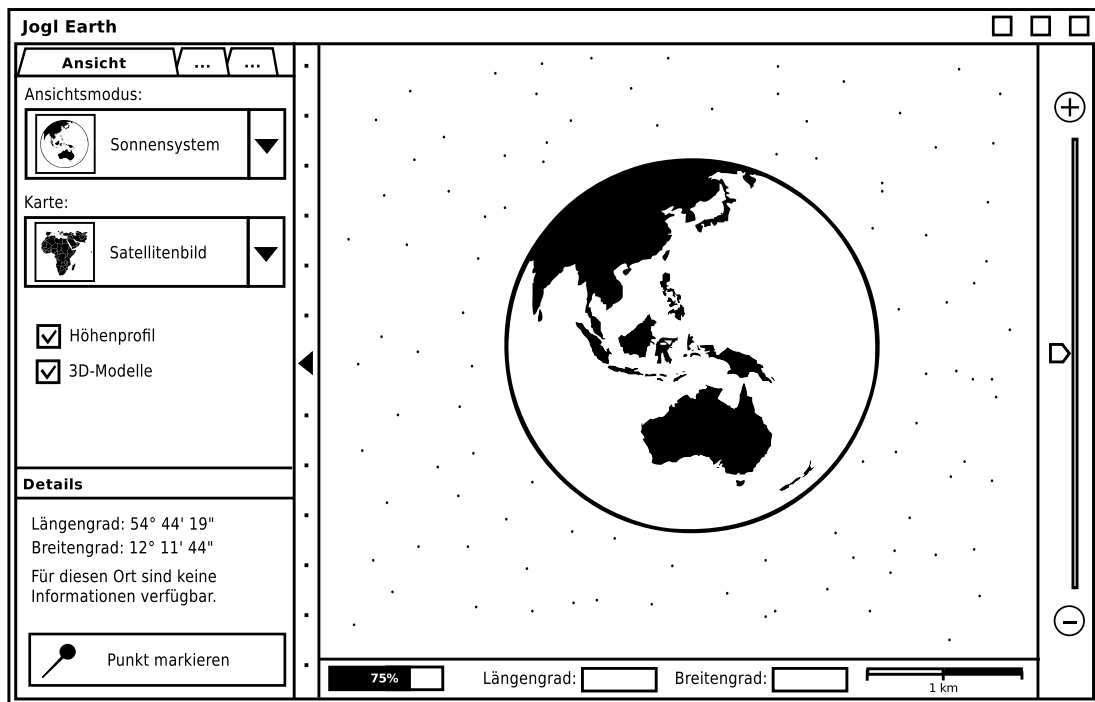 Jogl Earth
Ansicht
...
...
Ansichtsmodus:
Sonnensystem
Karte:
Satellitenbild
Höhenprofil
3D-Modelle
Details
Längengrad: 54° 44' 19"
Breitengrad: 12° 11' 44"
Für diesen Ort sind keine
Informationen verfügbar.
Punkt markieren
75%
Längengrad:
Breitengrad:
1 km